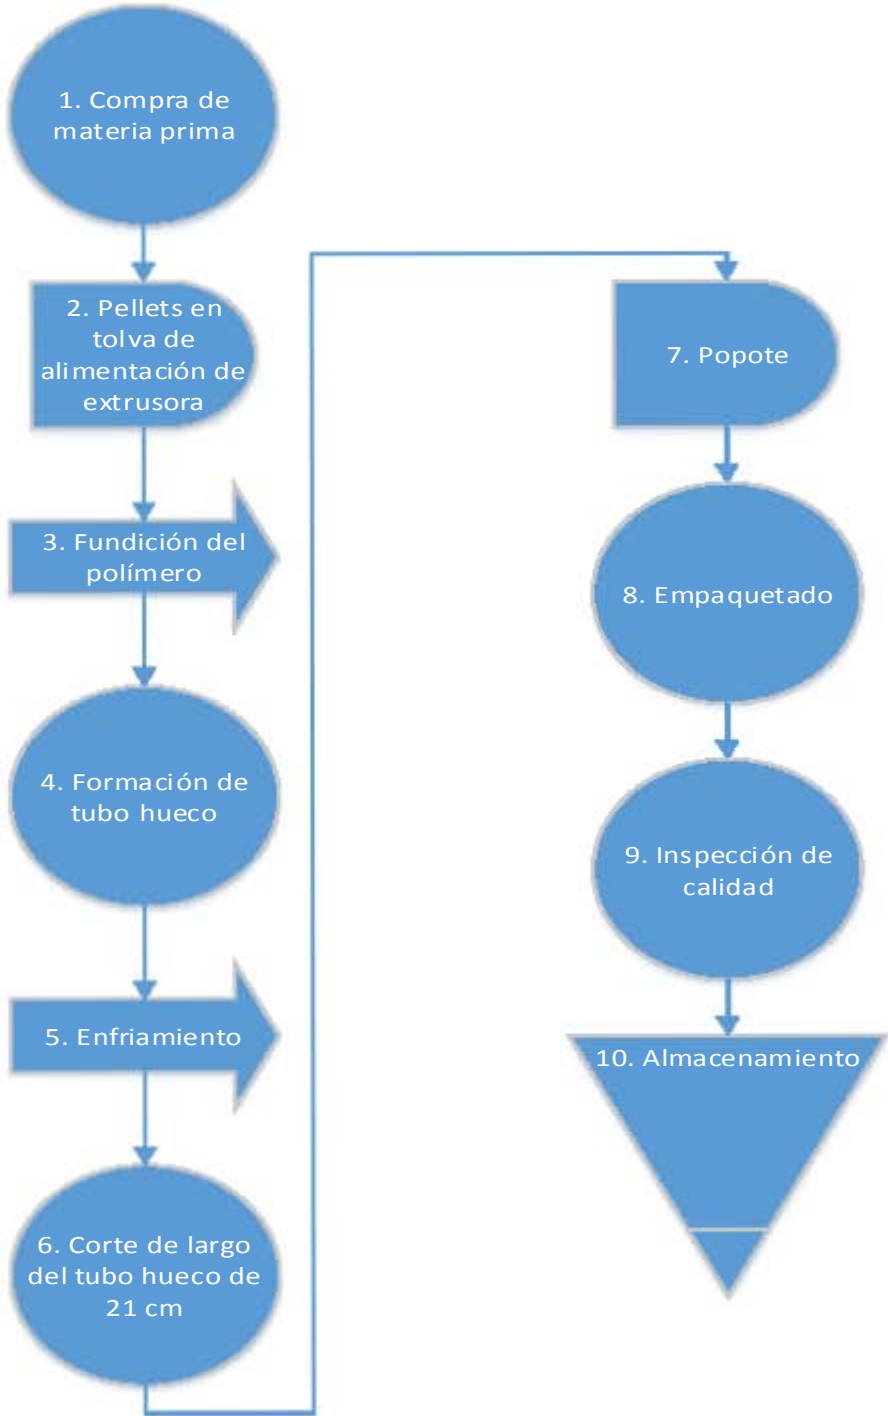 1. Compra de
materia prima
2. Pellets en
tolva de
alimentación de
extrusora
3. Fundición del
polímero
4. Formación de
tubo hueco
5. Enfriamiento
6. Corte de largo
del tubo hueco de
21 cm
7. Popote
8. Empaquetado
9. Inspección de
calidad
10. Almacenamiento